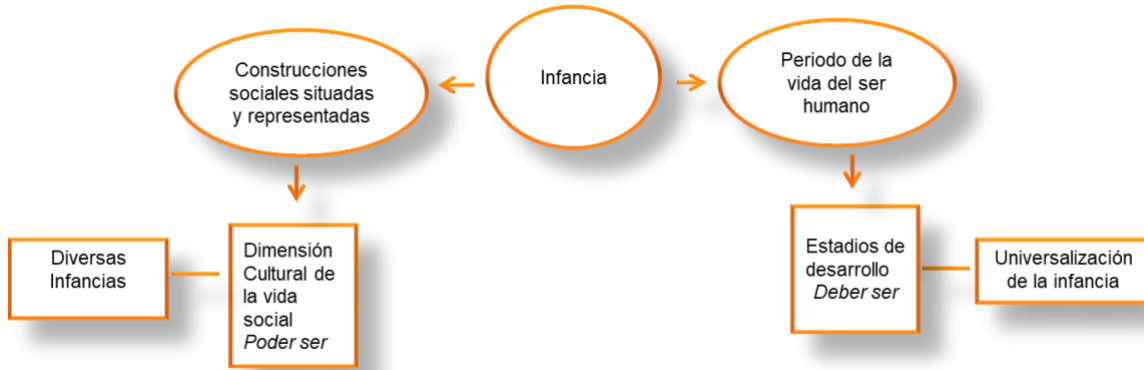 Construcciones
sociales situadas
y representadas
Infancia
Periodo de la
vida del ser
humano
Diversas
Infancias
Dimensión
Cultural de
la vida
social
Poder ser
Estadios de
desarrollo
Deber ser
Universalización
de la infancia